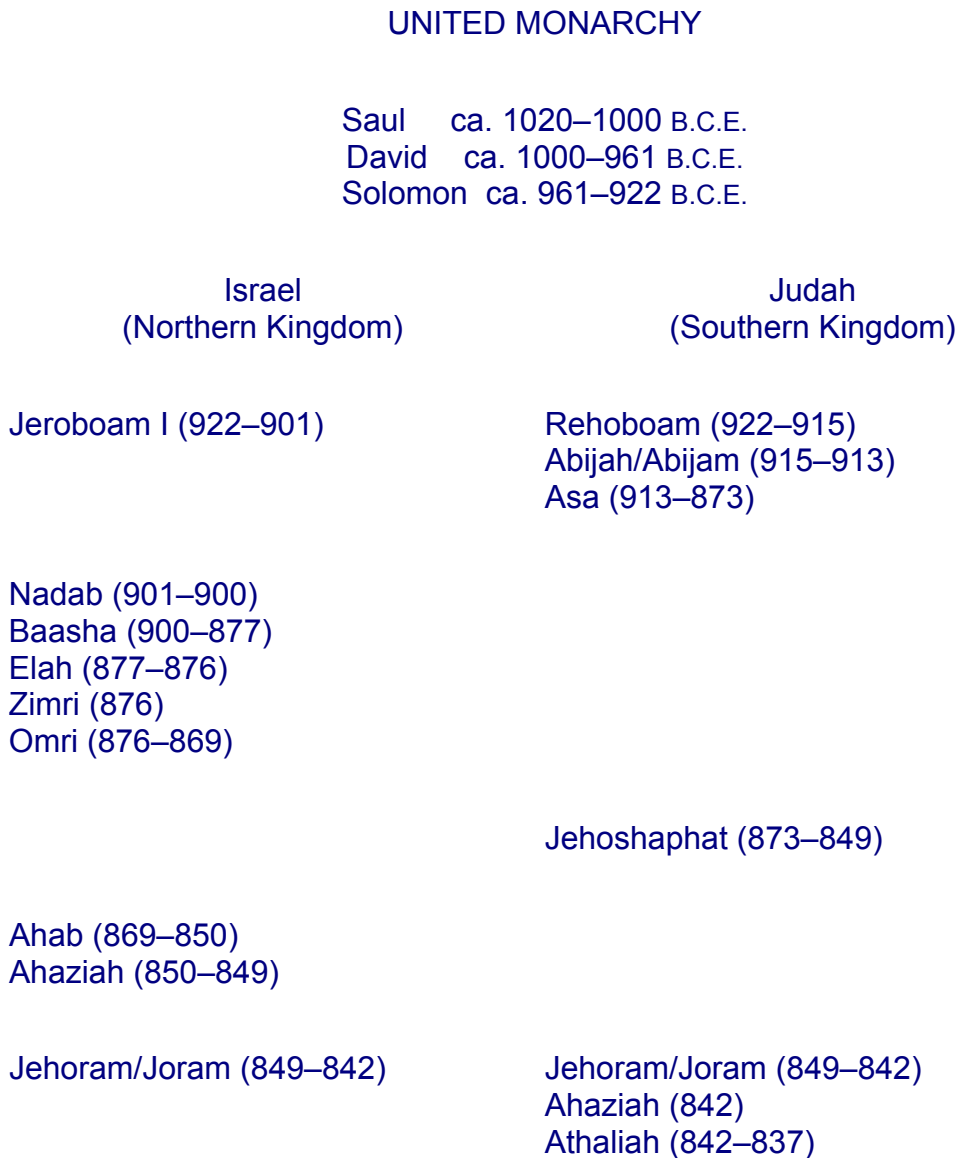 UNITED MONARCHY
Saul ca. 1020–1000 B.C.E.
David ca. 1000–961 B.C.E.
Solomon ca. 961–922 B.C.E.
Israel Judah
(Northern Kingdom) (Southern Kingdom)
Jeroboam I (922–901) Rehoboam (922–915)
Abijah/Abijam (915–913)
Asa (913–873)
Nadab (901–900)
Baasha (900–877)
Elah (877–876)
Zimri (876)
Omri (876–869)
Jehoshaphat (873–849)
Ahab (869–850)
Ahaziah (850–849)
Jehoram/Joram (849–842) Jehoram/Joram (849–842)
Ahaziah (842)
Athaliah (842–837)